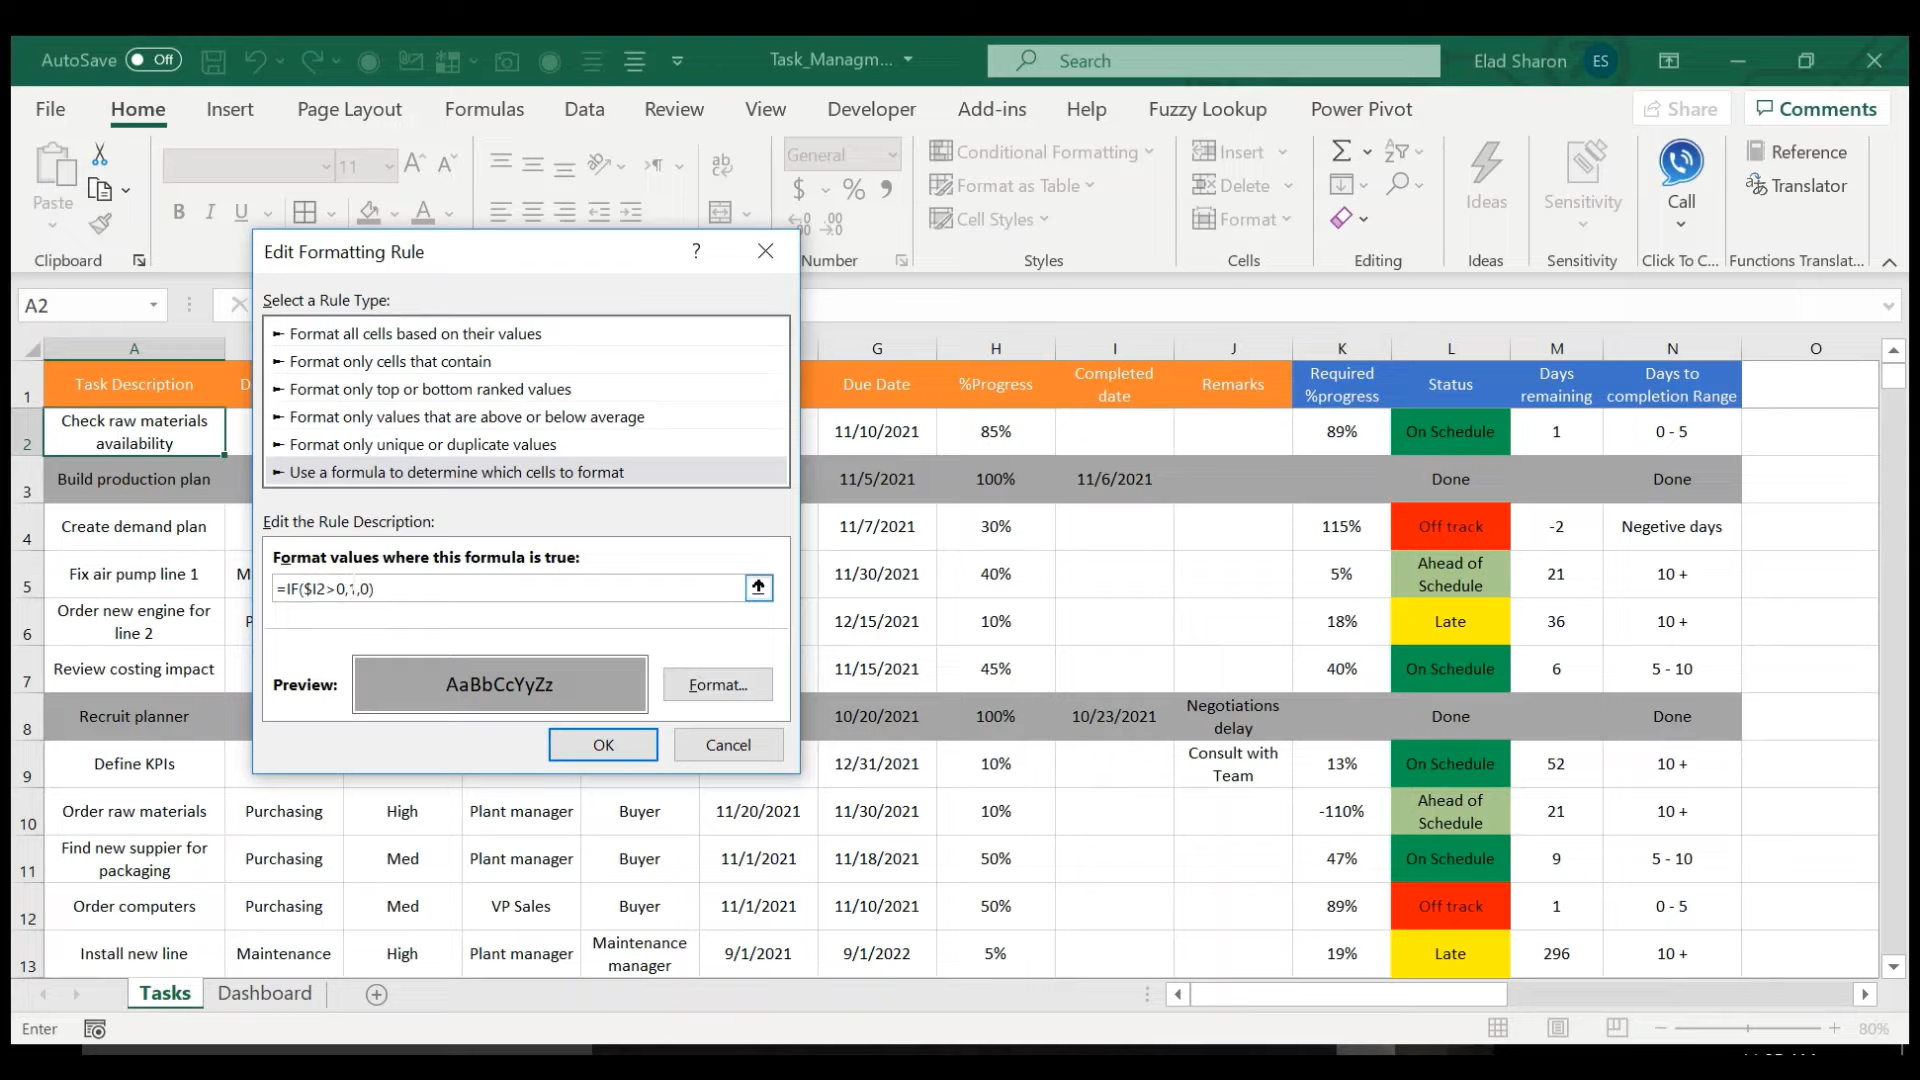 AutoSave Off Task_Managm... Search Elad Sharon ES
File Home Insert Page Layout Formulas Data Review View Developer Add-ins Help Fuzzy Lookup Power Pivot Share Comments
Paste 11 General Conditional Formatting Insert Ideas Sensitivity Call Reference
Format as Table Delete Translator
Cell Styles Format
Clipboard Number Styles Cells Editing Ideas Sensitivity Click To C... Functions Translat...
A2
Edit Formatting Rule
Select a Rule Type:
► Format all cells based on their values
► Format only cells that contain
► Format only top or bottom ranked values
► Format only values that are above or below average
► Format only unique or duplicate values
► Use a formula to determine which cells to format
Edit the Rule Description:
Format values where this formula is true:
=IF($I2>0,1,0)
Preview: AaBbCcYyZz Format...
OK Cancel
A G H I J K L M N O
1 Task Description D Due Date %Progress Completed date Remarks Required %progress Status Days remaining Days to completion Range
2 Check raw materials availability 11/10/2021 85% 89% On Schedule 1 0 - 5
3 Build production plan 11/5/2021 100% 11/6/2021 Done Done
4 Create demand plan 11/7/2021 30% 115% Off track -2 Negetive days
5 Fix air pump line 1 M 11/30/2021 40% 5% Ahead of Schedule 21 10 +
6 Order new engine for line 2 P 12/15/2021 10% 18% Late 36 10 +
7 Review costing impact 11/15/2021 45% 40% On Schedule 6 5 - 10
8 Recruit planner 10/20/2021 100% 10/23/2021 Negotiations delay Done Done
9 Define KPIs 12/31/2021 10% Consult with Team 13% On Schedule 52 10 +
10 Order raw materials Purchasing High Plant manager Buyer 11/20/2021 11/30/2021 10% -110% Ahead of Schedule 21 10 +
11 Find new suppier for packaging Purchasing Med Plant manager Buyer 11/1/2021 11/18/2021 50% 47% On Schedule 9 5 - 10
12 Order computers Purchasing Med VP Sales Buyer 11/1/2021 11/10/2021 50% 89% Off track 1 0 - 5
13 Install new line Maintenance High Plant manager Maintenance manager 9/1/2021 9/1/2022 5% 19% Late 296 10 +
Tasks Dashboard
Enter 80%